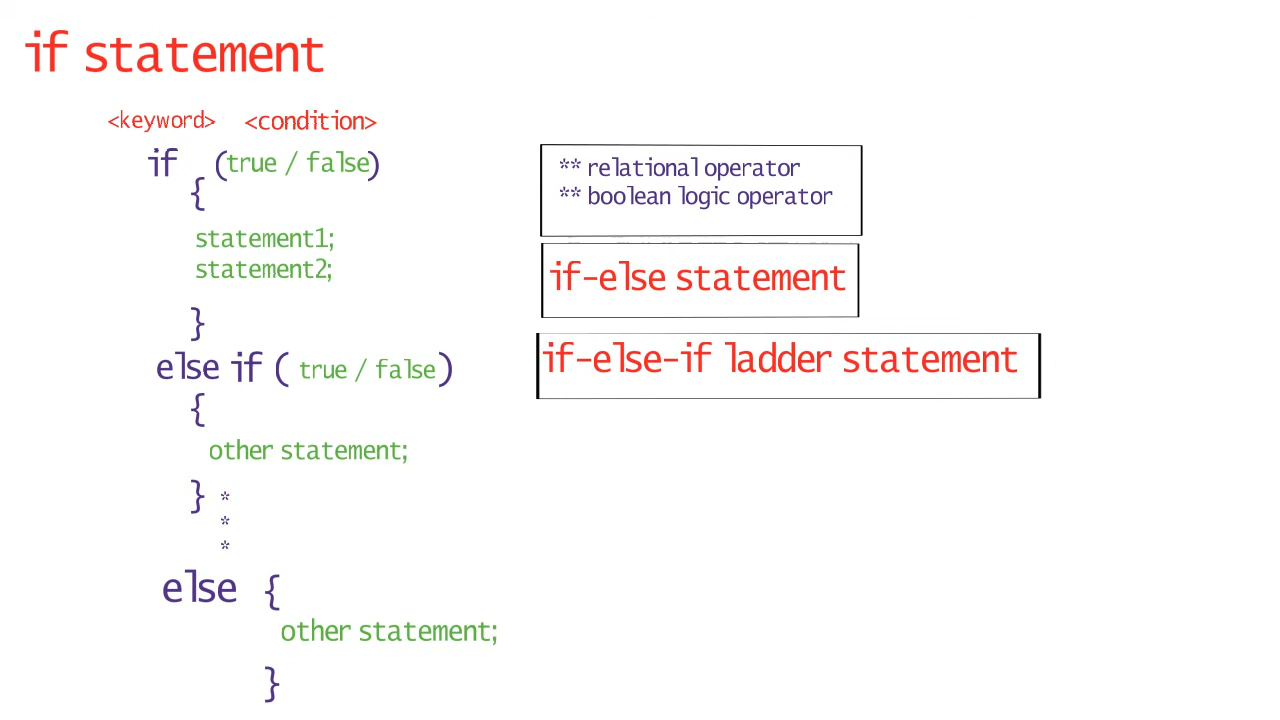 if statement
<keyword> <condition>
if (true / false)
{
statement1;
statement2;
}
else if ( true / false )
{
other statement;
} *
*
*
else {
other statement;
}
** relational operator
** boolean logic operator
if-else statement
if-else-if ladder statement